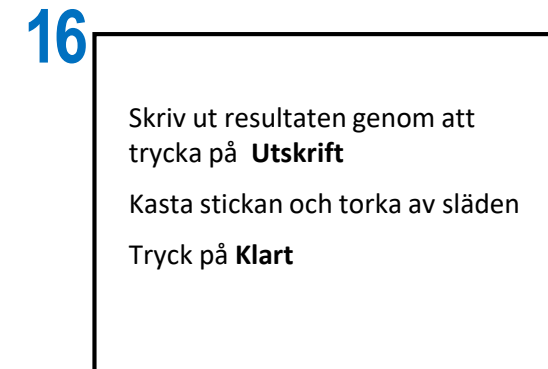 16
Skriv ut resultaten genom att
trycka på Utskrift
Kasta stickan och torka av släden
Tryck på Klart